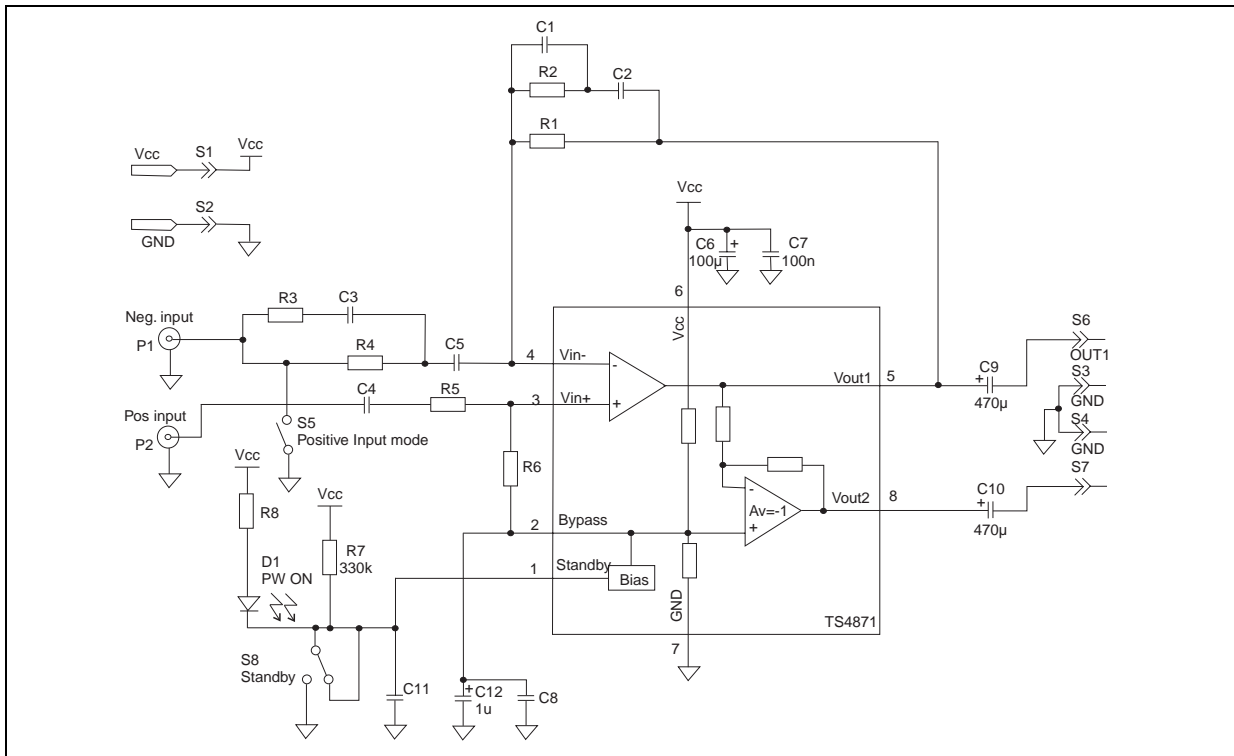 C1
R2
C2
R1
Vcc
S1
Vcc
S2
GND
Vcc
C6
+
100µ
C7
100n
6
Vcc
R3
C3
Neg. input
P1
R4
C5
4
Vin-
-
S6
OUT1
C9
+
470µ
Vout1
5
S3
GND
C4
R5
3
Vin+
+
Pos input
P2
S5
Positive Input mode
S4
GND
R6
Vcc
Vcc
R8
S7
C10
+
470µ
8
Vout2
-
Av=-1
+
2
Bypass
R7
330k
D1
PW ON
1
Standby
Bias
GND
TS4871
7
S8
Standby
C11
+
C12
1u
C8